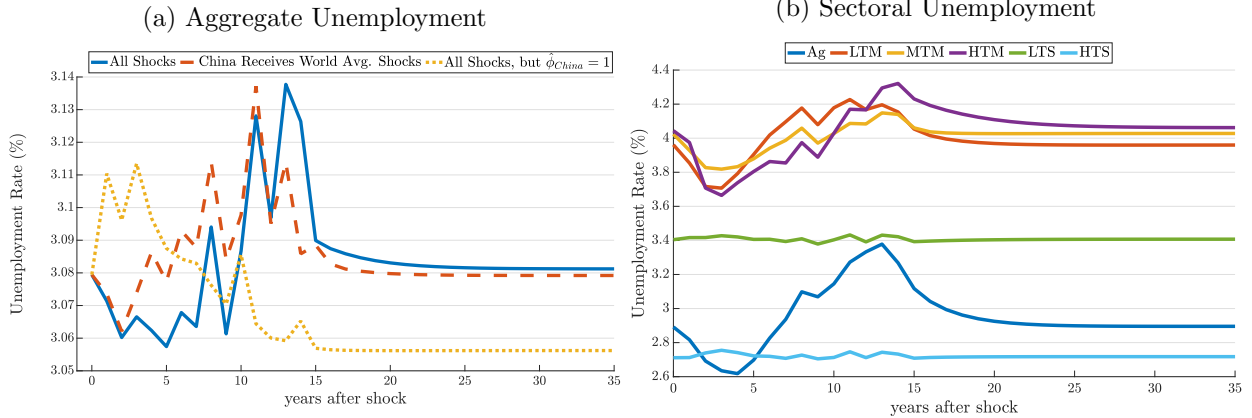 (a) Aggregate Unemployment
All Shocks China Receives World Avg. Shocks All Shocks, but $\hat{\phi}_{China} = 1$
3.14
3.13
3.12
3.11
3.1
3.09
3.08
3.07
3.06
3.05
Unemployment Rate (%)
0 5 10 15 20 25 30 35
years after shock
(b) Sectoral Unemployment
Ag LTM MTM HTM LTS HTS
4.4
4.2
4
3.8
3.6
3.4
3.2
3
2.8
2.6
Unemployment Rate (%)
0 5 10 15 20 25 30 35
years after shock